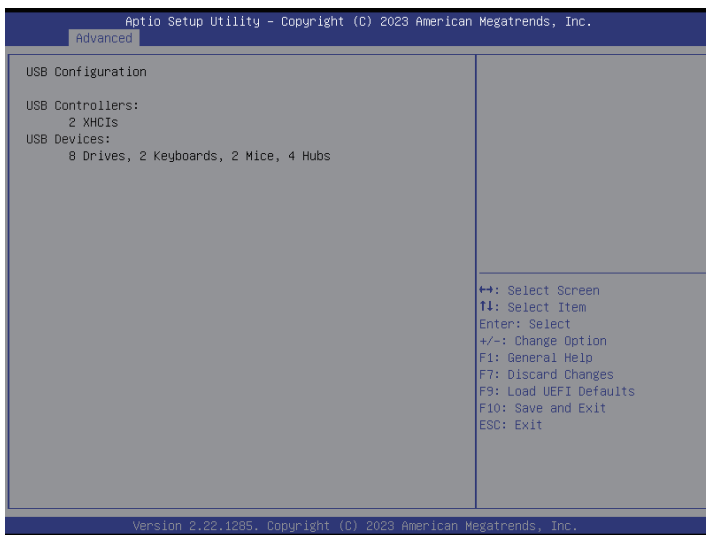 Aptio Setup Utility – Copyright (C) 2023 American Megatrends, Inc.
Advanced
USB Configuration
USB Controllers:
2 XHCIs
USB Devices:
8 Drives, 2 Keyboards, 2 Mice, 4 Hubs
↔: Select Screen
↑↓: Select Item
Enter: Select
+/-: Change Option
F1: General Help
F7: Discard Changes
F9: Load UEFI Defaults
F10: Save and Exit
ESC: Exit
Version 2.22.1285. Copyright (C) 2023 American Megatrends, Inc.